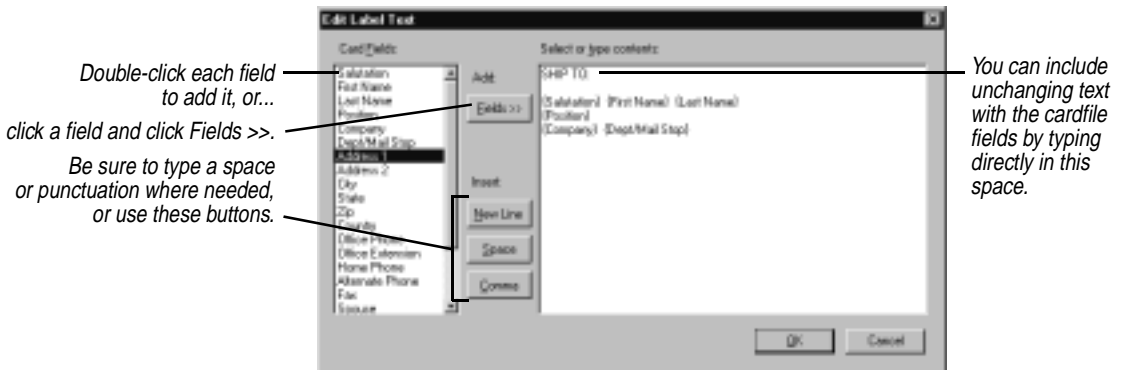 Edit Label Text
Card Fields:
Salutation
First Name
Last Name
Position
Company
Dept/Mail Stop
Address 1
Address 2
City
State
Zip
Country
Office Phone
Office Extension
Home Phone
Alternate Phone
Fax
Spouse
Add:
Fields >>
Insert:
New Line
Space
Comma
Select or type contents:
SHIP TO:
{Salutation} {First Name} {Last Name}
{Position}
{Company} {Dept/Mail Stop}
OK
Cancel
Double-click each field
to add it, or...
click a field and click Fields >>.
Be sure to type a space
or punctuation where needed,
or use these buttons.
You can include
unchanging text
with the cardfile
fields by typing
directly in this
space.